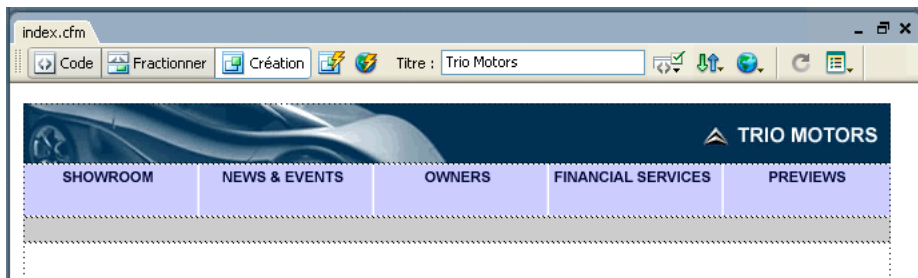 index.cfm
Code Fractionner Création Titre : Trio Motors
TRIO MOTORS
SHOWROOM NEWS & EVENTS OWNERS FINANCIAL SERVICES PREVIEWS